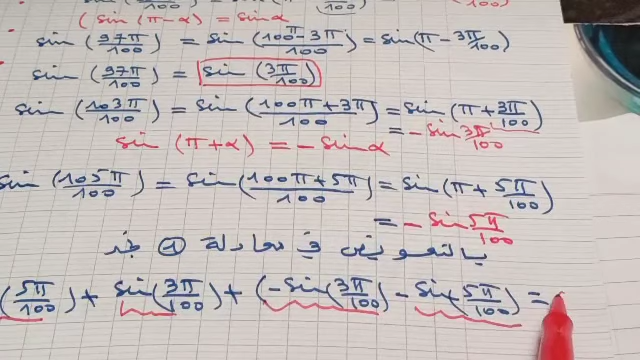 (sin (π-α) = sinα
sin (97π/100) = sin (100π-3π/100) = sin(π - 3π/100)
sin (97π/100) = sin (3π/100)
sin (103π/100) = sin (100π+3π/100) = sin (π + 3π/100)
= - sin 3π/100
sin (π+α) = - sinα
sin (105π/100) = sin(100π+5π/100) = sin(π + 5π/100)
= - sin 5π/100
بالتعويض في معادلة ① نجد
(5π/100) + sin(3π/100) + (-sin(3π/100) - sin(5π/100) =